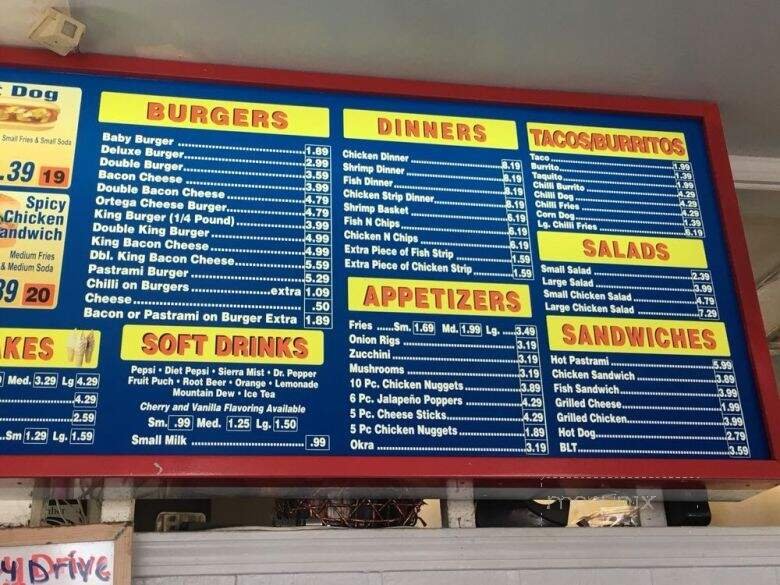 Dog
Small Fries & Small Soda
.39 19
Spicy
Chicken
andwich
Medium Fries
& Medium Soda
39 20
AKES
Med. 3.29 Lg 4.29
4.29
2.59
Sm 1.29 Lg. 1.59
BURGERS
Baby Burger 1.89
Deluxe Burger 2.99
Double Burger 3.59
Bacon Cheese 3.99
Double Bacon Cheese 4.79
Ortega Cheese Burger 4.79
King Burger (1/4 Pound) 3.99
Double King Burger 4.99
King Bacon Cheese 4.99
Dbl. King Bacon Cheese 5.59
Pastrami Burger 5.29
Chilli on Burgers extra 1.09
Cheese .50
Bacon or Pastrami on Burger Extra 1.89
SOFT DRINKS
Pepsi • Diet Pepsi • Sierra Mist • Dr. Pepper
Fruit Puch • Root Beer • Orange • Lemonade
Mountain Dew • Ice Tea
Cherry and Vanilla Flavoring Available
Sm. .99 Med. 1.25 Lg. 1.50
Small Milk .99
DINNERS
Chicken Dinner 8.19
Shrimp Dinner 8.19
Fish Dinner 8.19
Chicken Strip Dinner 8.19
Shrimp Basket 6.19
Fish N Chips 6.19
Chicken N Chips 6.19
Extra Piece of Fish Strip 1.59
Extra Piece of Chicken Strip 1.59
APPETIZERS
Fries Sm. 1.69 Md. 1.99 Lg. 3.49
Onion Rigs 3.19
Zucchini 3.19
Mushrooms 3.19
10 Pc. Chicken Nuggets 3.89
6 Pc. Jalapeño Poppers 4.29
5 Pc. Cheese Sticks 4.29
5 Pc Chicken Nuggets 1.89
Okra 3.19
TACOS/BURRITOS
Taco 1.99
Burrito 1.39
Taquito 1.99
Chilli Burrito 4.29
Chilli Dog 4.29
Chilli Fries 4.29
Corn Dog 1.39
Lg. Chilli Fries 6.19
SALADS
Small Salad 2.39
Large Salad 3.99
Small Chicken Salad 4.79
Large Chicken Salad 7.29
SANDWICHES
Hot Pastrami 5.99
Chicken Sandwich 3.89
Fish Sandwich 3.99
Grilled Cheese 1.99
Grilled Chicken 3.99
Hot Dog 2.79
BLT 3.59
y Drive